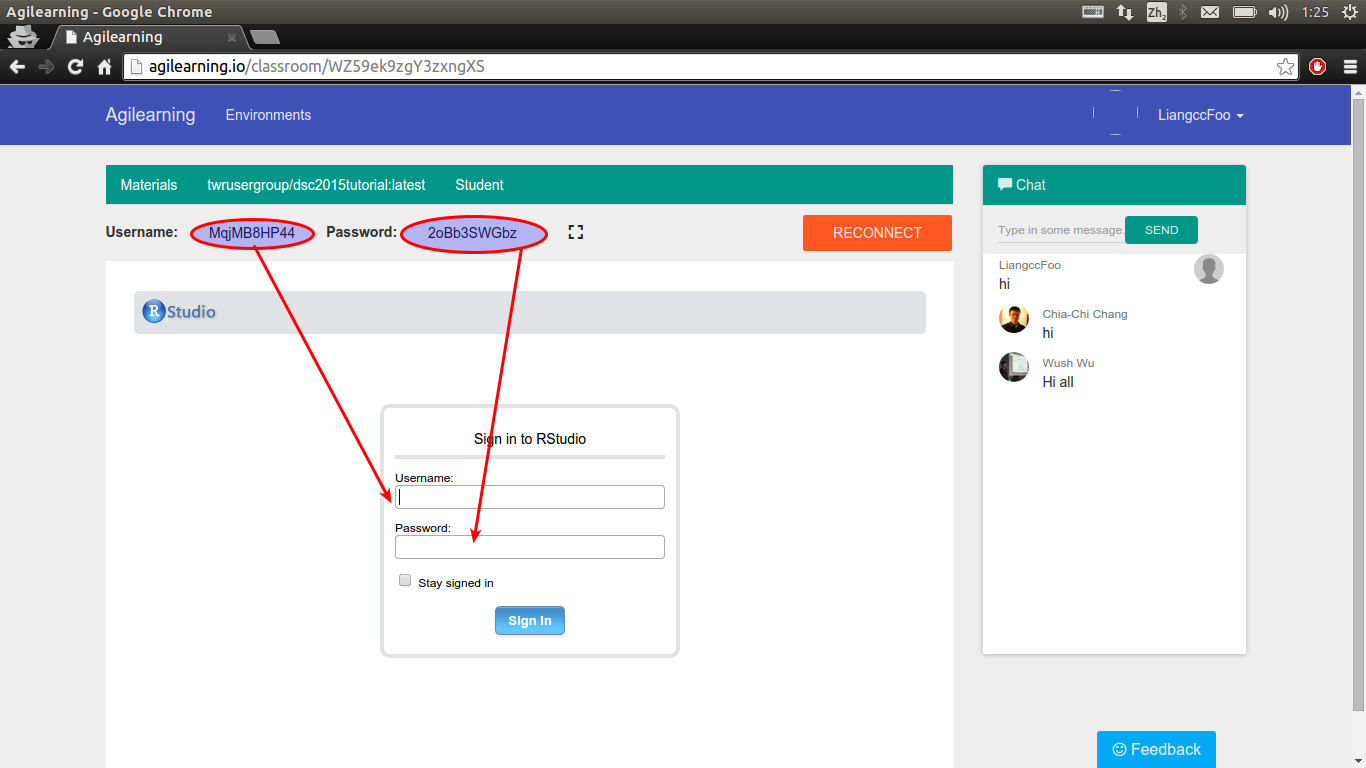 Agilearning - Google Chrome
Zh₂
1:25
Agilearning
agilearning.io/classroom/WZ59ek9zgY3zxngXS
Agilearning
Environments
LiangccFoo
Materials
twrusergroup/dsc2015tutorial:latest
Student
Username: MqjMB8HP44 Password: 2oBb3SWGbz
RECONNECT
R Studio
Sign in to RStudio
Username:
Password:
Stay signed in
Sign In
Chat
Type in some message.
SEND
LiangccFoo
hi
Chia-Chi Chang
hi
Wush Wu
Hi all
Feedback